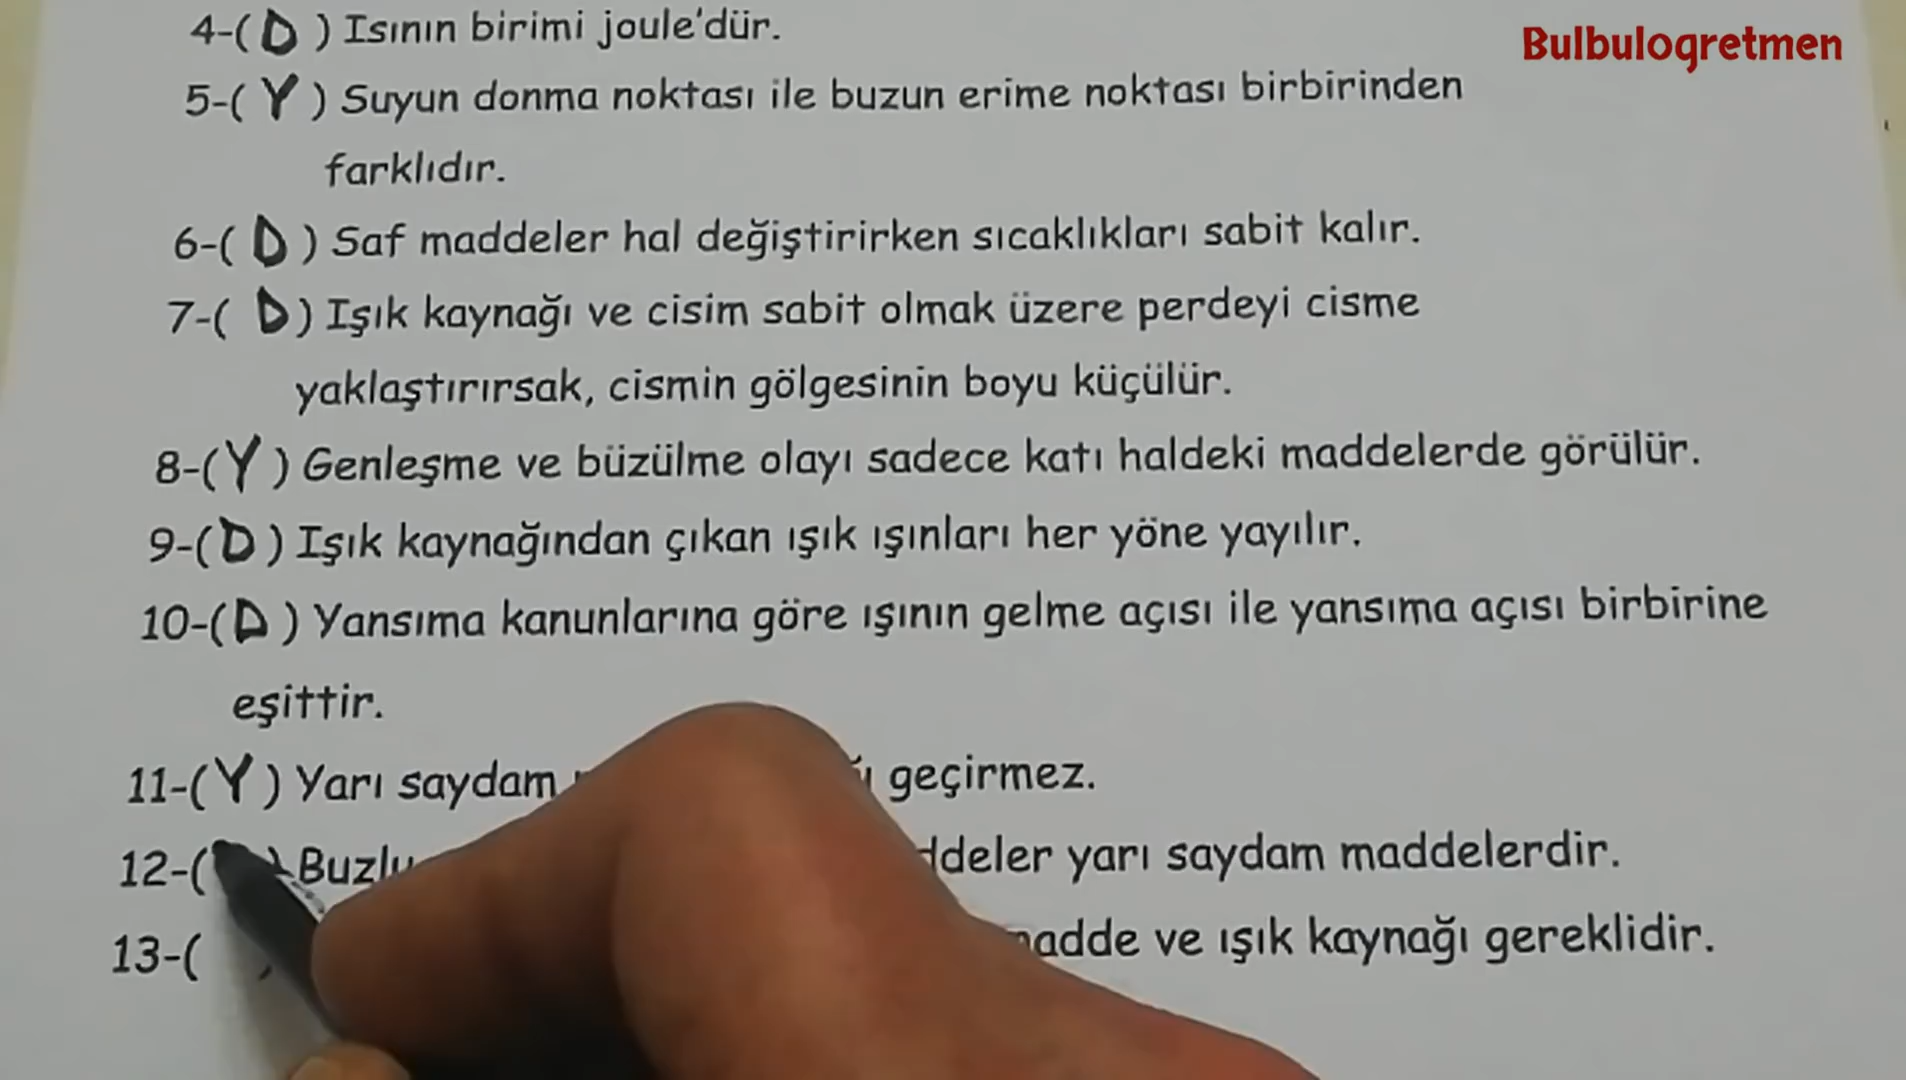 Bulbulogretmen
4-( D ) Isının birimi joule'dür.
5-( Y ) Suyun donma noktası ile buzun erime noktası birbirinden
farklıdır.
6-( D ) Saf maddeler hal değiştirirken sıcaklıkları sabit kalır.
7-( D ) Işık kaynağı ve cisim sabit olmak üzere perdeyi cisme
yaklaştırırsak, cismin gölgesinin boyu küçülür.
8-( Y ) Genleşme ve büzülme olayı sadece katı haldeki maddelerde görülür.
9-( D ) Işık kaynağından çıkan ışık ışınları her yöne yayılır.
10-( D ) Yansıma kanunlarına göre ışının gelme açısı ile yansıma açısı birbirine
eşittir.
11-( Y ) Yarı saydam geçirmez.
12-( ) yarı saydam maddelerdir.
13-( ve ışık kaynağı gereklidir.